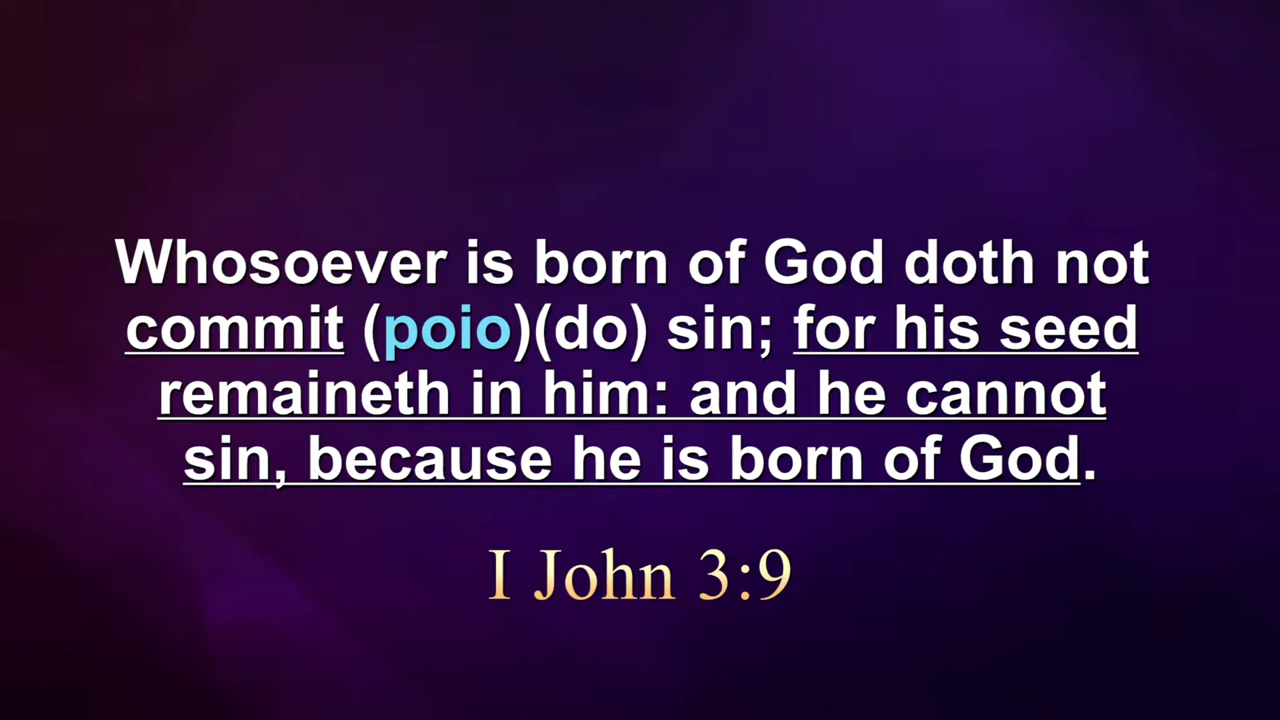 Whosoever is born of God doth not
commit (poio)(do) sin; for his seed
remaineth in him: and he cannot
sin, because he is born of God.
I John 3:9